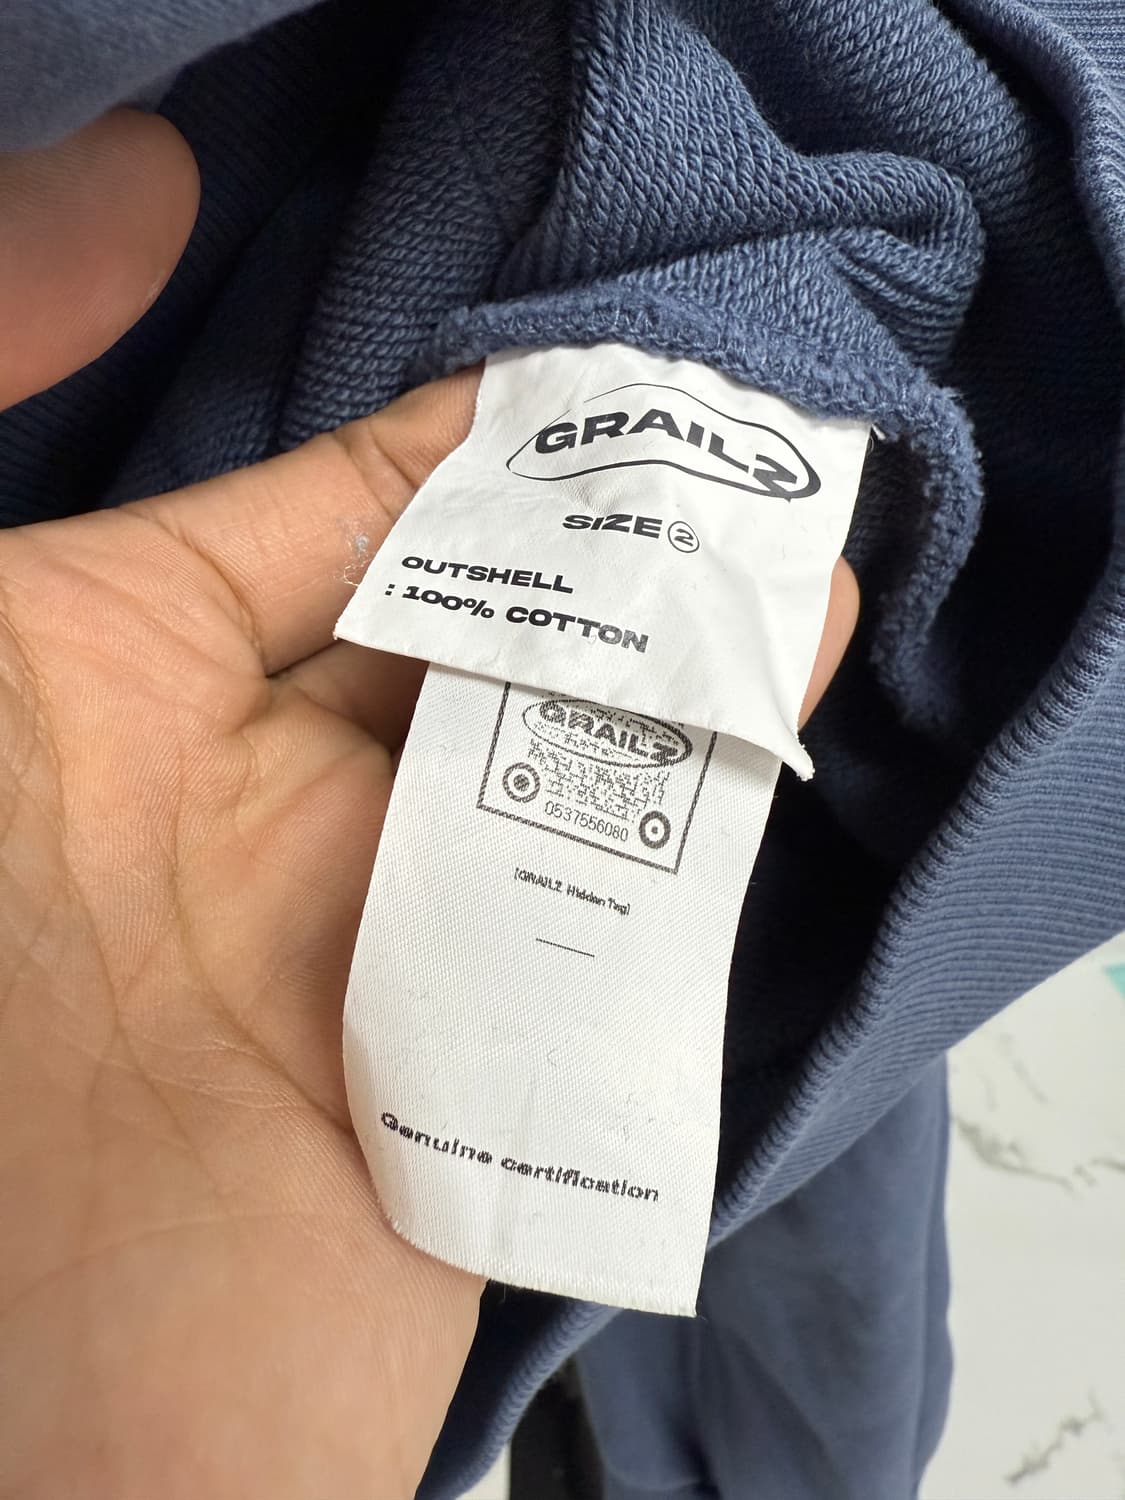 GRAILZ
SIZE ②
OUTSHELL
: 100% COTTON
GRAILZ
0537556080
[GRAILZ Hidden Tag]
Genuine certification